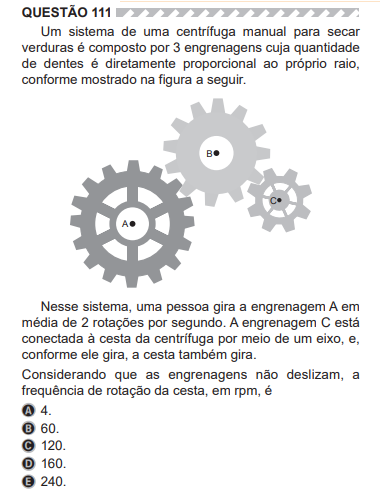 QUESTÃO 111
Um sistema de uma centrífuga manual para secar
verduras é composto por 3 engrenagens cuja quantidade
de dentes é diretamente proporcional ao próprio raio,
conforme mostrado na figura a seguir.
B
C
A
Nesse sistema, uma pessoa gira a engrenagem A em
média de 2 rotações por segundo. A engrenagem C está
conectada à cesta da centrífuga por meio de um eixo, e,
conforme ele gira, a cesta também gira.
Considerando que as engrenagens não deslizam, a
frequência de rotação da cesta, em rpm, é
A 4.
B 60.
C 120.
D 160.
E 240.